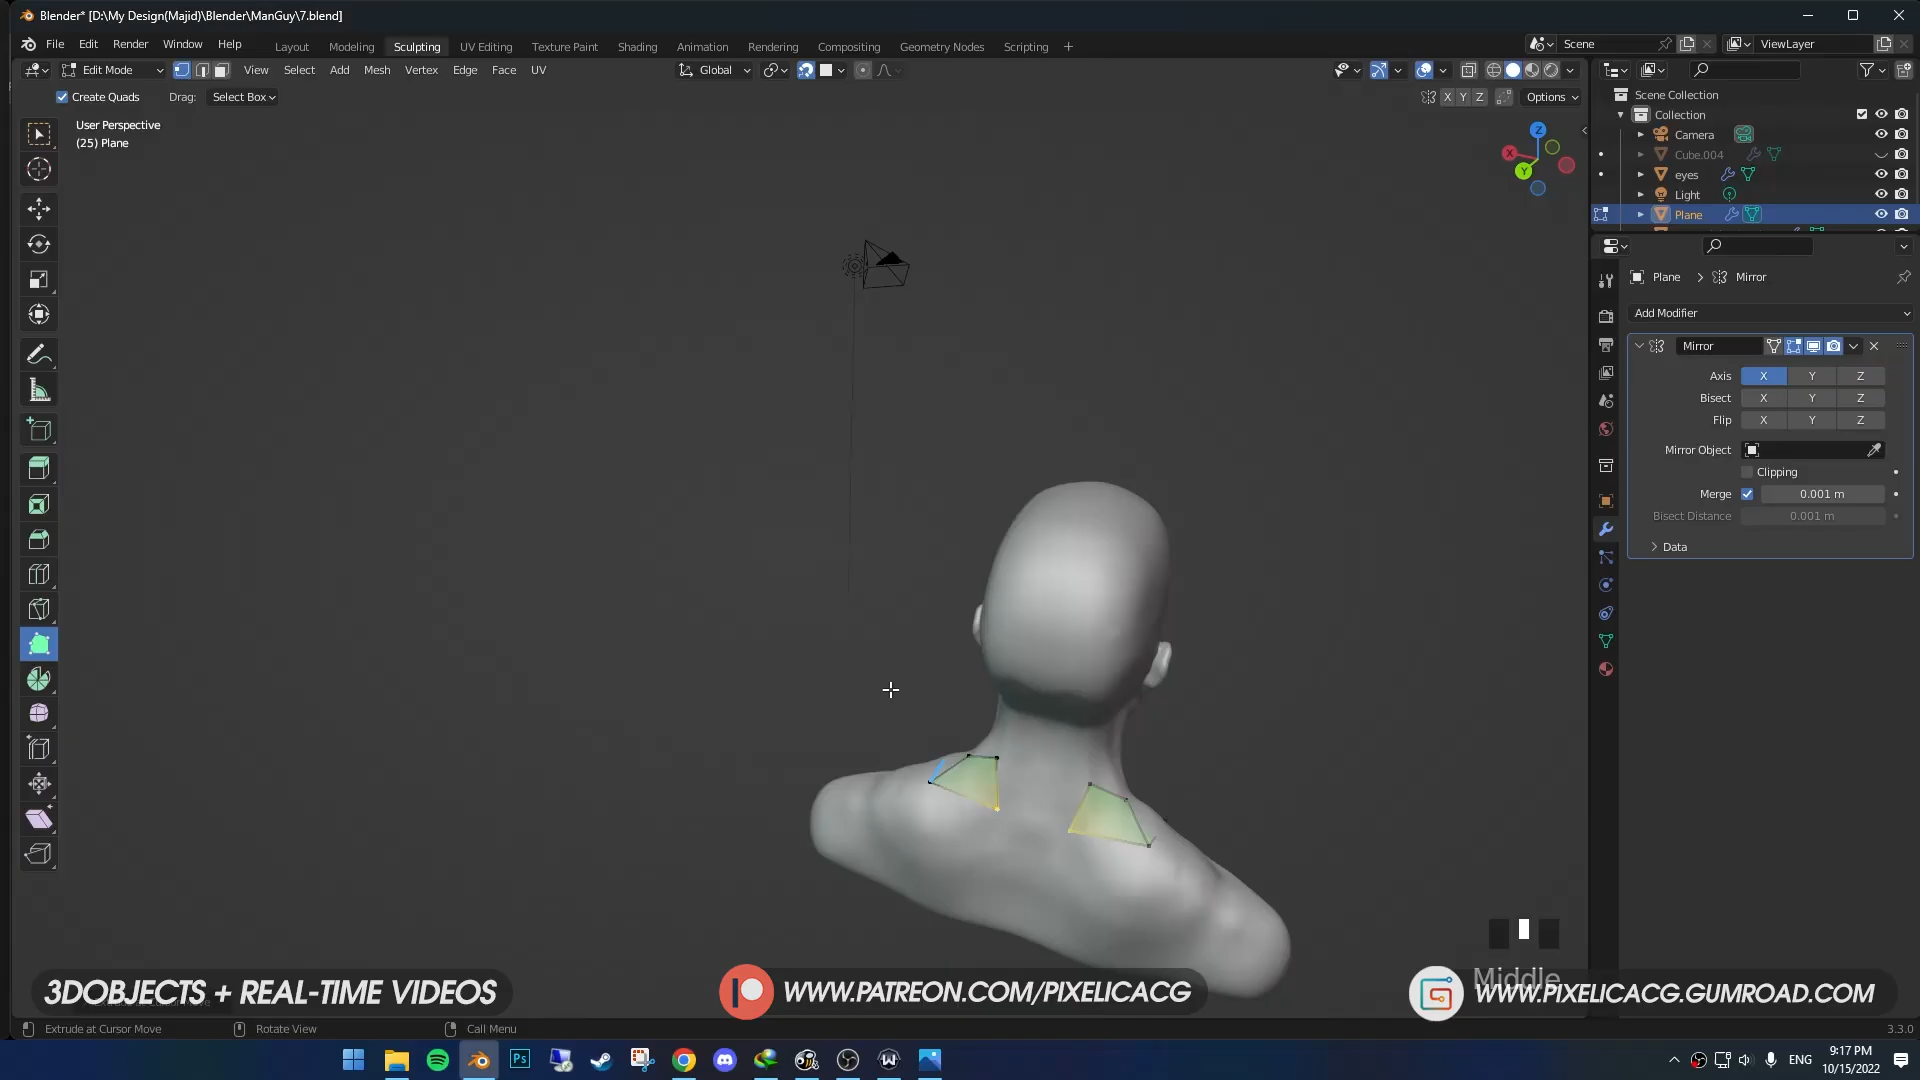 Blender* [D:\My Design(Majid)\Blender\ManGuy\7.blend]
File Edit Render Window Help Layout Modeling Sculpting UV Editing Texture Paint Shading Animation Rendering Compositing Geometry Nodes Scripting + Scene ViewLayer
Edit Mode View Select Add Mesh Vertex Edge Face UV Global
Create Quads Drag: Select Box X Y Z Options
User Perspective
(25) Plane
Z
X
Y
Scene Collection
Collection
Camera
Cube.004
eyes
Light
Plane
Plane > Mirror
Add Modifier
Mirror
Axis X Y Z
Bisect X Y Z
Flip X Y Z
Mirror Object
Clipping
Merge 0.001 m
Bisect Distance 0.001 m
Data
Middle
3DOBJECTS + REAL-TIME VIDEOS
WWW.PATREON.COM/PIXELICACG
WWW.PIXELICACG.GUMROAD.COM
Extrude at Cursor Move Rotate View Call Menu 3.3.0
Ps
ENG
9:17 PM
10/15/2022